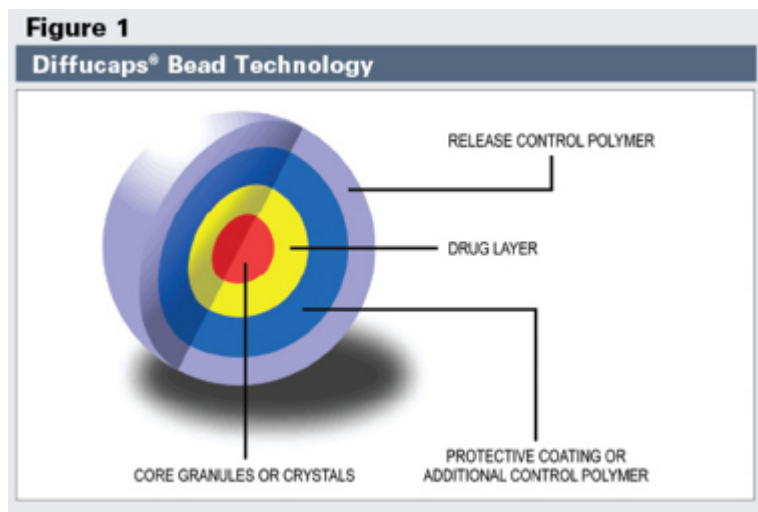 Figure 1
Diffucaps® Bead Technology
RELEASE CONTROL POLYMER
DRUG LAYER
CORE GRANULES OR CRYSTALS
PROTECTIVE COATING OR
ADDITIONAL CONTROL POLYMER